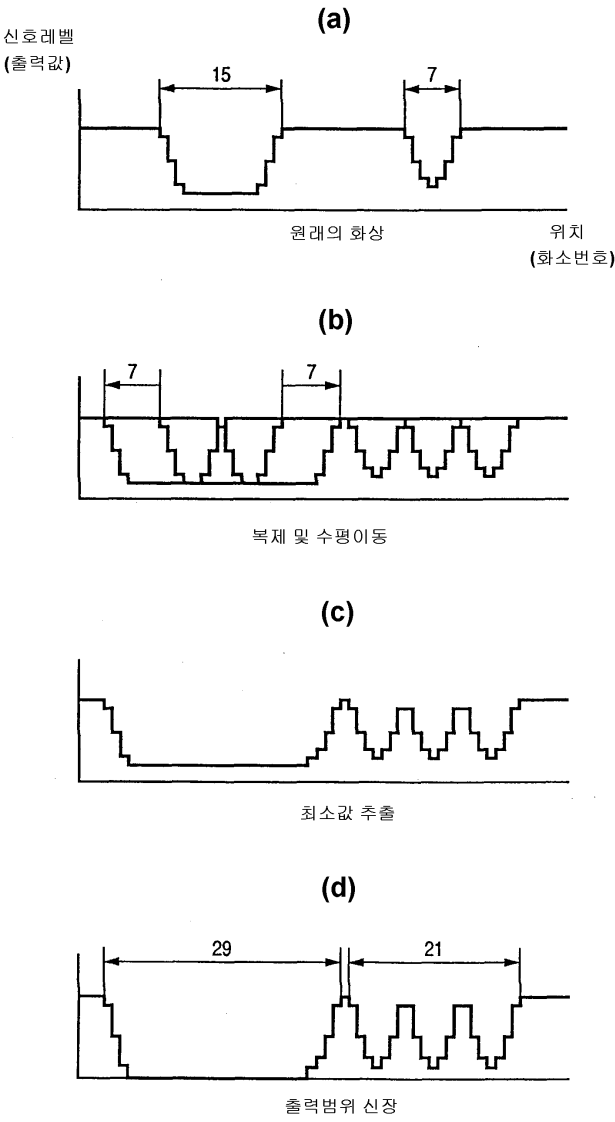 (a)
신호레벨
(출력값)
15
7
원래의 화상
위치
(화소번호)
(b)
7
7
복제 및 수평이동
(c)
최소값 추출
(d)
29
21
출력범위 신장